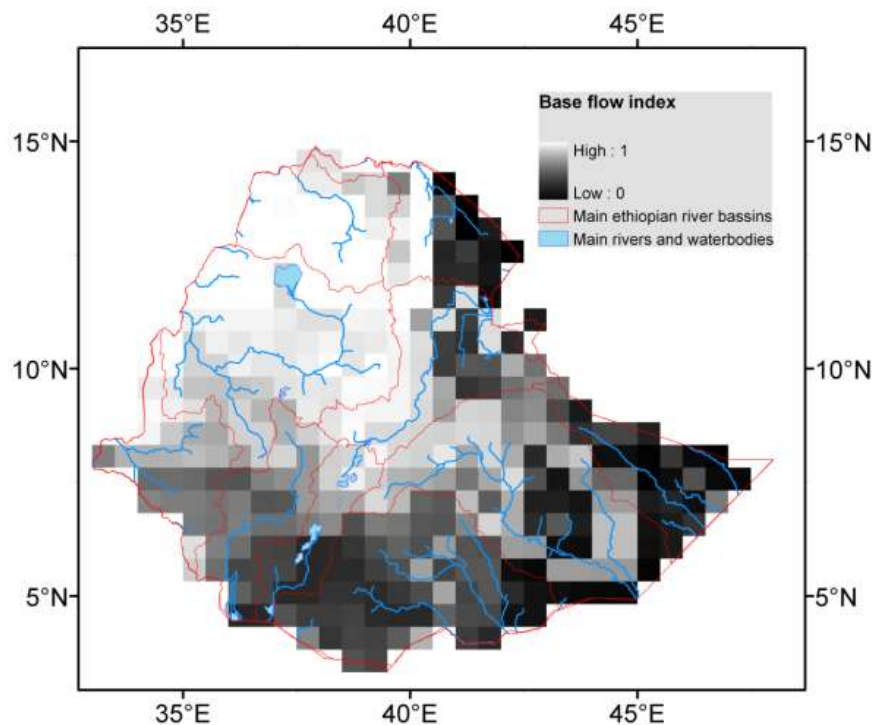 35°E 40°E 45°E
Base flow index
15°N 15°N
High : 1
Low : 0
Main ethiopian river bassins
Main rivers and waterbodies
10°N 10°N
5°N 5°N
35°E 40°E 45°E